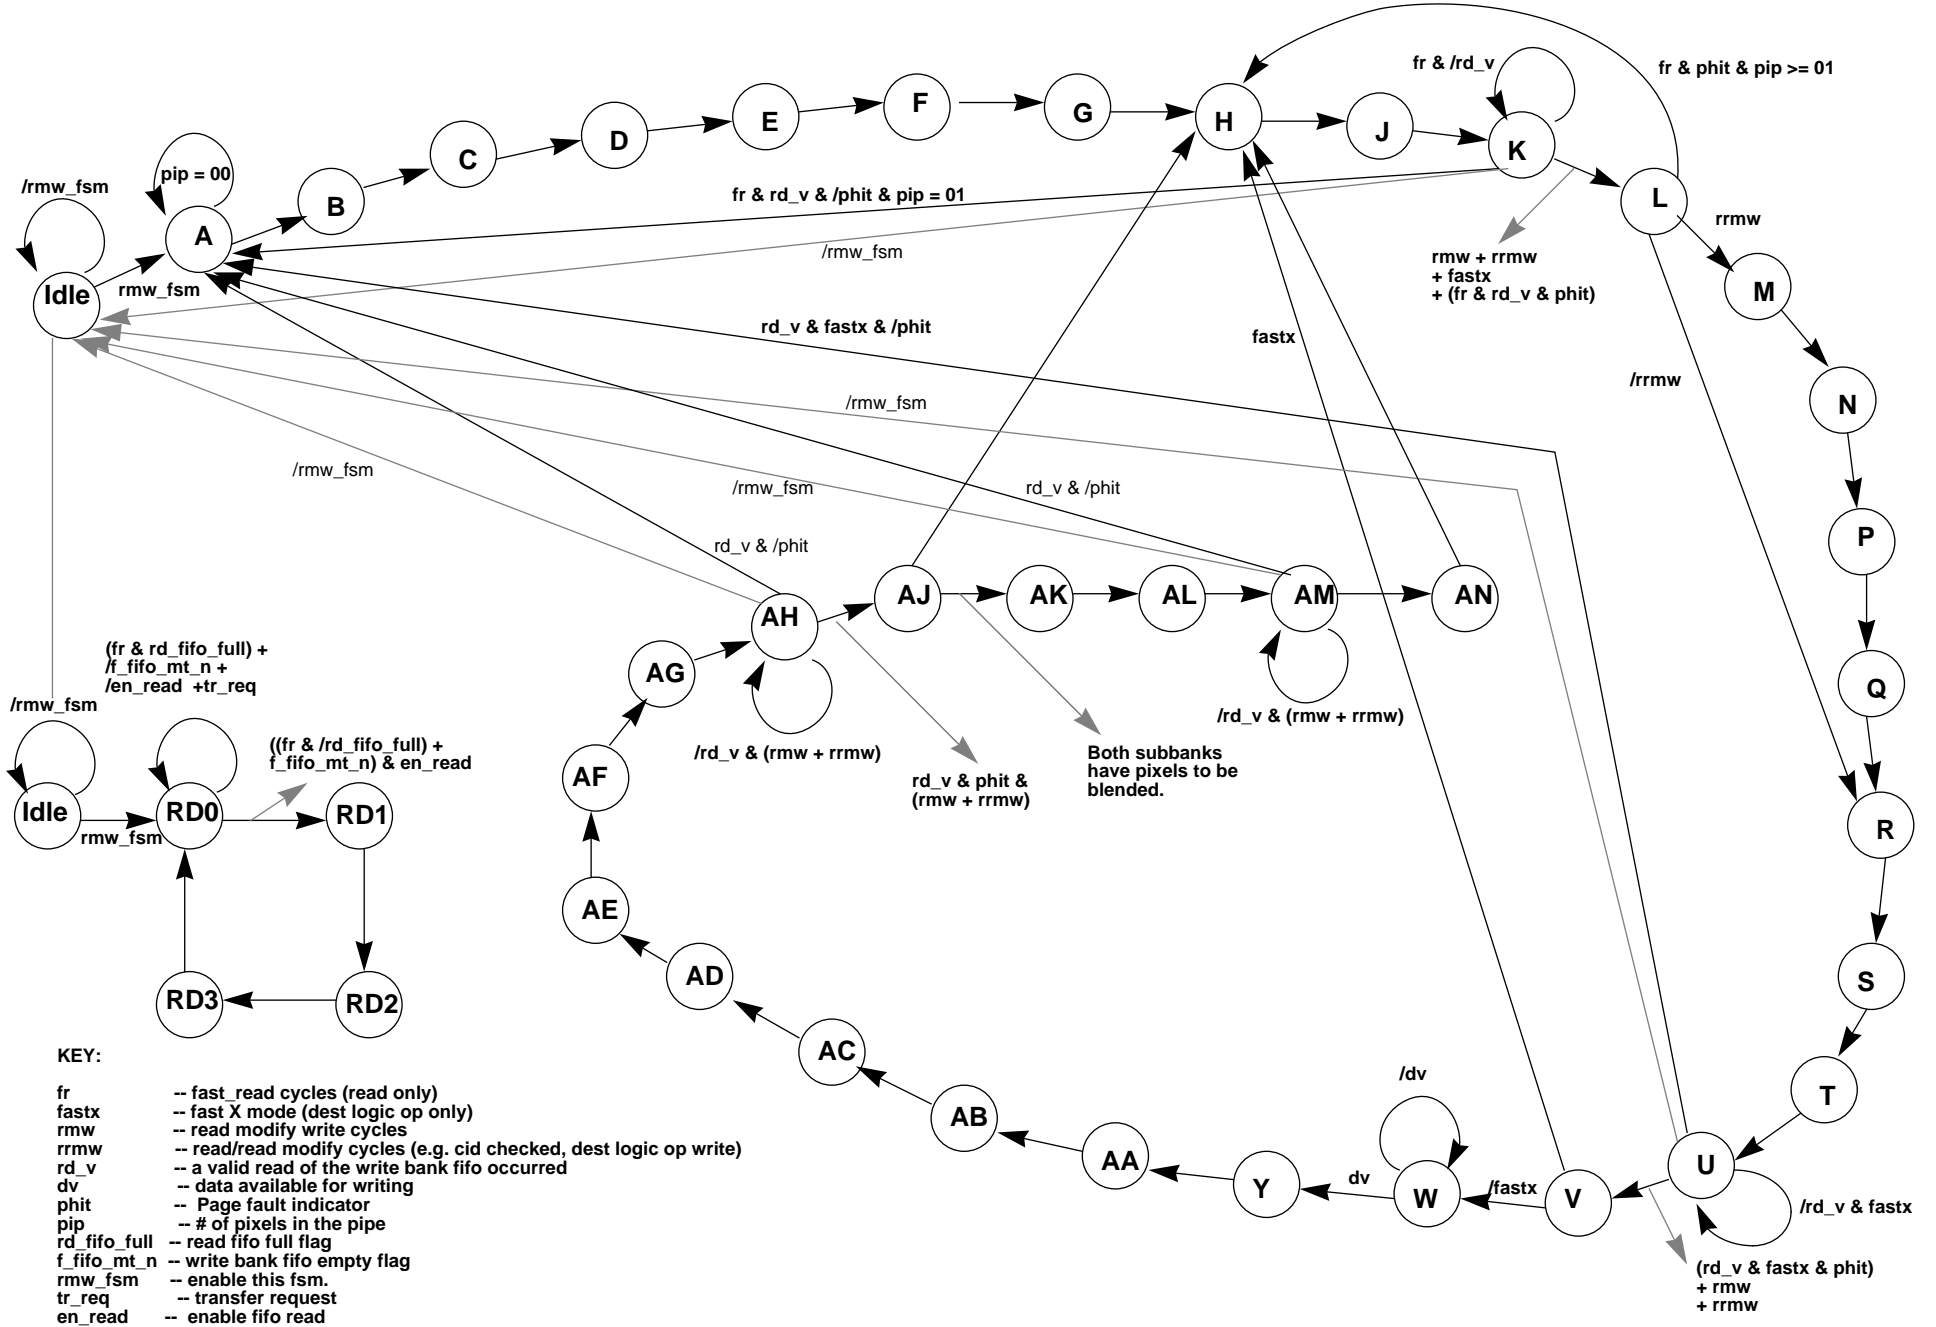 fr & phit & pip >= 01
fr & /rd_v
F
E
G
H
D
J
C
K
pip = 00
/rmw_fsm
B
fr & rd_v & /phit & pip = 01
L
rrmw
A
/rmw_fsm
rmw + rrmw
+ fastx
+ (fr & rd_v & phit)
Idle
rmw_fsm
M
rd_v & fastx & /phit
fastx
/rrmw
/rmw_fsm
N
/rmw_fsm
/rmw_fsm
rd_v & /phit
P
rd_v & /phit
AJ
AK
AL
AM
AN
AH
(fr & rd_fifo_full) +
/f_fifo_mt_n +
/en_read +tr_req
AG
Q
/rmw_fsm
/rd_v & (rmw + rrmw)
((fr & /rd_fifo_full) +
f_fifo_mt_n) & en_read
/rd_v & (rmw + rrmw)
Both subbanks
have pixels to be
blended.
AF
rd_v & phit &
(rmw + rrmw)
Idle
rmw_fsm
RD0
RD1
R
AE
AD
S
RD3
RD2
AC
T
KEY:
/dv
AB
fr -- fast_read cycles (read only)
fastx -- fast X mode (dest logic op only)
rmw -- read modify write cycles
rrmw -- read/read modify cycles (e.g. cid checked, dest logic op write)
rd_v -- a valid read of the write bank fifo occurred
dv -- data available for writing
phit -- Page fault indicator
pip -- # of pixels in the pipe
rd_fifo_full -- read fifo full flag
f_fifo_mt_n -- write bank fifo empty flag
rmw_fsm -- enable this fsm.
tr_req -- transfer request
en_read -- enable fifo read
AA
Y
dv
W
/fastx
V
U
/rd_v & fastx
(rd_v & fastx & phit)
+ rmw
+ rrmw